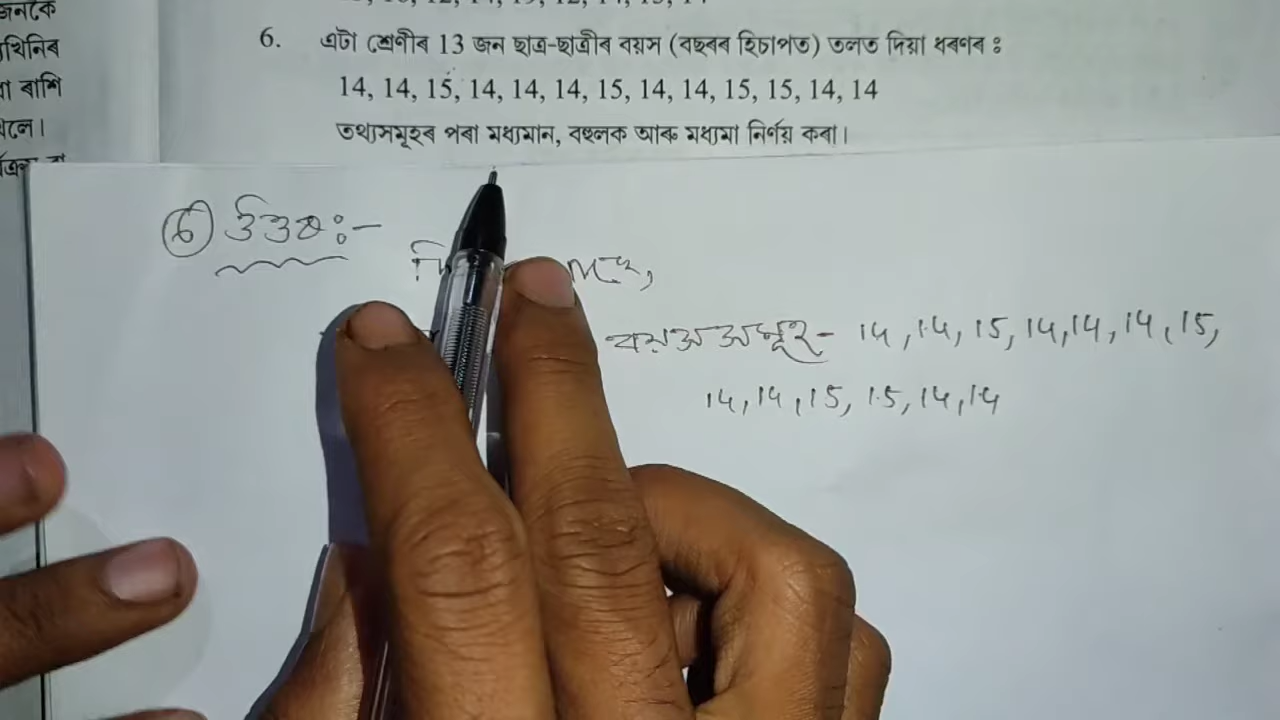 জনকে
6. এটা শ্ৰেণীৰ 13 জন ছাত্ৰ-ছাত্ৰীৰ বয়স (বছৰৰ হিচাপত) তলত দিয়া ধৰণৰ ঃ
থিনিৰ
14, 14, 15, 14, 14, 14, 15, 14, 14, 15, 15, 14, 14
ৰাশি
তথ্যসমূহৰ পৰা মধ্যমান, বহুলক আৰু মধ্যমা নিৰ্ণয় কৰা।
6 উত্তৰঃ-
বয়সসমূহ- 14, 14, 15, 14, 14, 14, 15,
14, 14, 15, 15, 14, 14